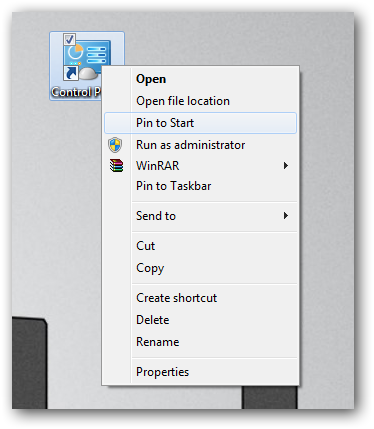 Control P
Open
Open file location
Pin to Start
Run as administrator
WinRAR
Pin to Taskbar
Send to
Cut
Copy
Create shortcut
Delete
Rename
Properties